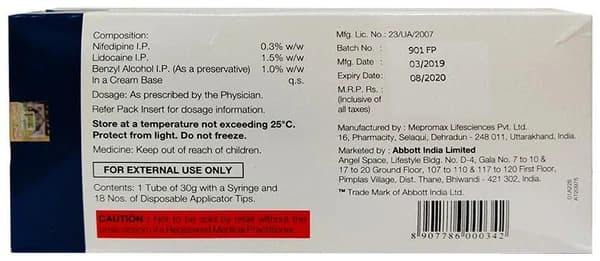 Composition:
Nifedipine I.P. 0.3% w/w
Lidocaine I.P. 1.5% w/w
Benzyl Alcohol I.P. (As a preservative) 1.0% w/w
In a Cream Base q.s.
Dosage: As prescribed by the Physician.
Refer Pack Insert for dosage information.
Store at a temperature not exceeding 25°C.
Protect from light. Do not freeze.
Medicine: Keep out of reach of children.
FOR EXTERNAL USE ONLY
Contents: 1 Tube of 30g with a Syringe and
18 Nos. of Disposable Applicator Tips.
CAUTION : Not to be sold by retail without the
prescription of a Registered Medical Practitioner.
Mfg. Lic. No.: 23/UA/2007
Batch No. : 901 FP
Mfg. Date : 03/2019
Expiry Date: 08/2020
M.R.P. Rs :
(Inclusive of
all taxes)
Manufactured by : Mepromax Lifesciences Pvt. Ltd.
16, Pharmacity, Selaqui, Dehradun - 248 011, Uttarakhand, India.
Marketed by : Abbott India Limited
Angel Space, Lifestyle Bldg. No. D-4, Gala No. 7 to 10 &
17 to 20 Ground Floor, 107 to 110 & 117 to 120 First Floor,
Pimplas Village, Dist. Thane, Bhiwandi - 421 302, India.
™ Trade Mark of Abbott India Ltd.
8 907786 000342